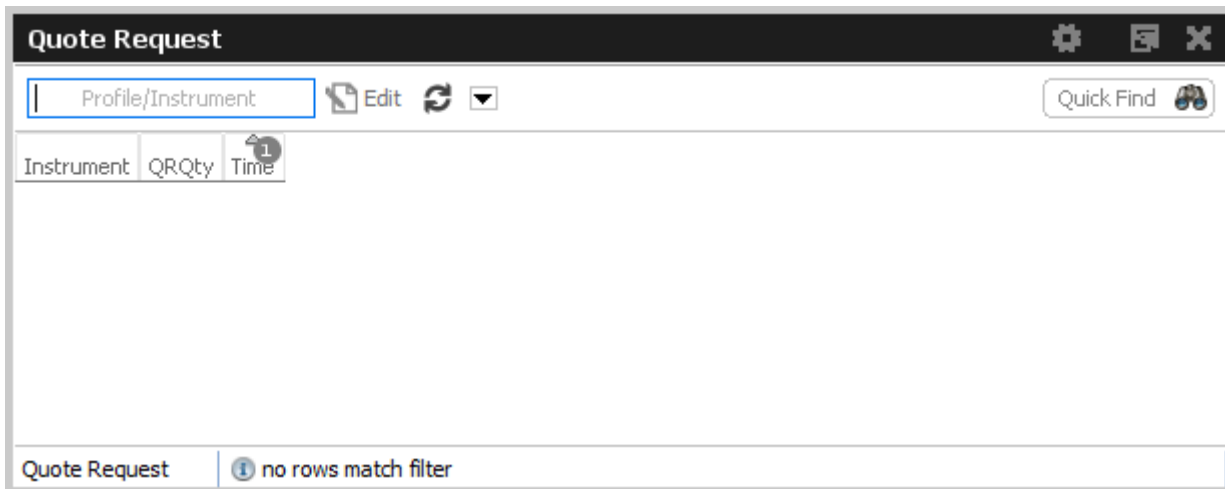 Quote Request
Profile/Instrument Edit Quick Find
Instrument QRQty Time 1
Quote Request no rows match filter